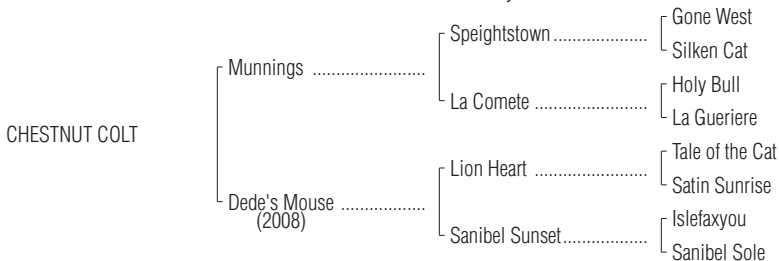 Gone West
Speightstown ....................
Silken Cat
Munnings ........................
Holy Bull
La Comete ........................
La Gueriere
CHESTNUT COLT
Tale of the Cat
Lion Heart ........................
Satin Sunrise
Dede's Mouse ..................
(2008)
Islefaxyou
Sanibel Sunset..................
Sanibel Sole